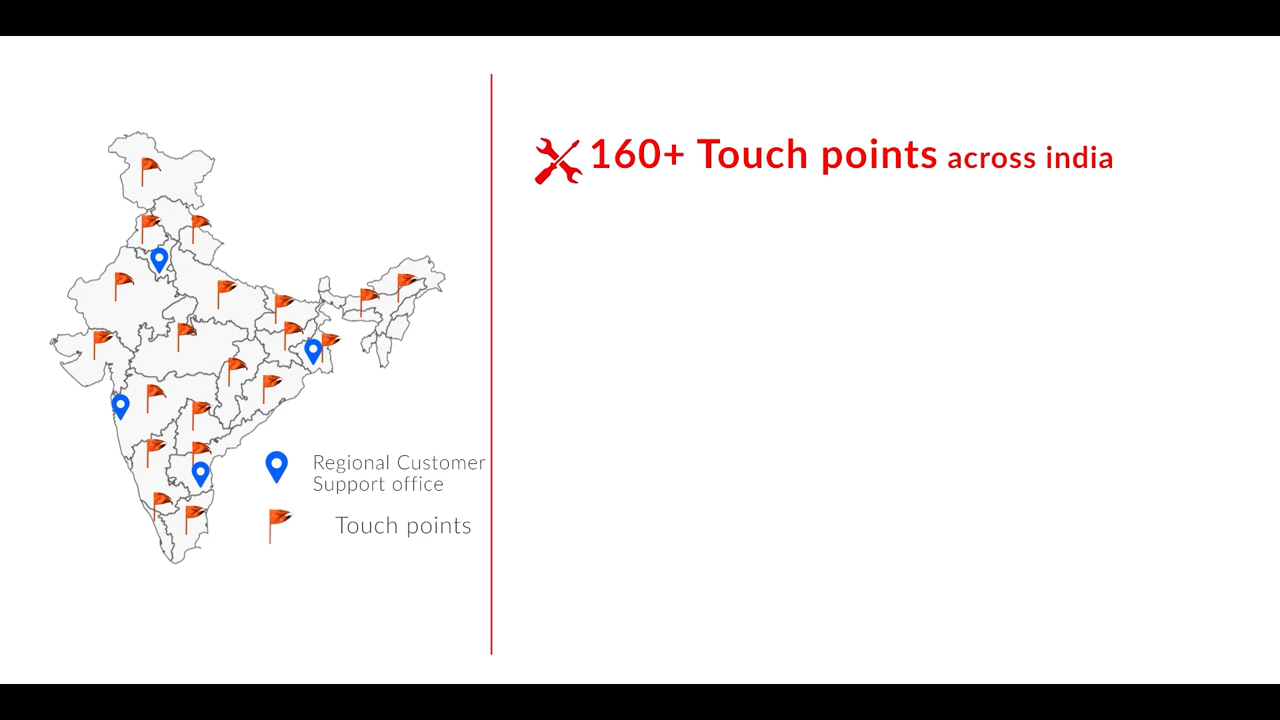 160+ Touch points across india
Regional Customer
Support office
Touch points